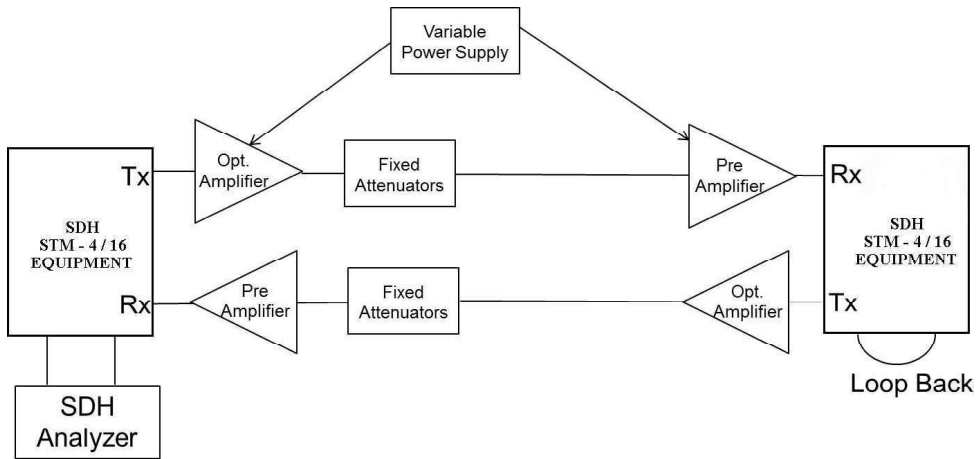 Variable
Power Supply
Tx
Opt.
Amplifier
Fixed
Attenuators
Pre
Amplifier
Rx
SDH
STM - 4 / 16
EQUIPMENT
SDH
STM - 4 / 16
EQUIPMENT
Rx
Pre
Amplifier
Fixed
Attenuators
Opt.
Amplifier
Tx
Loop Back
SDH
Analyzer